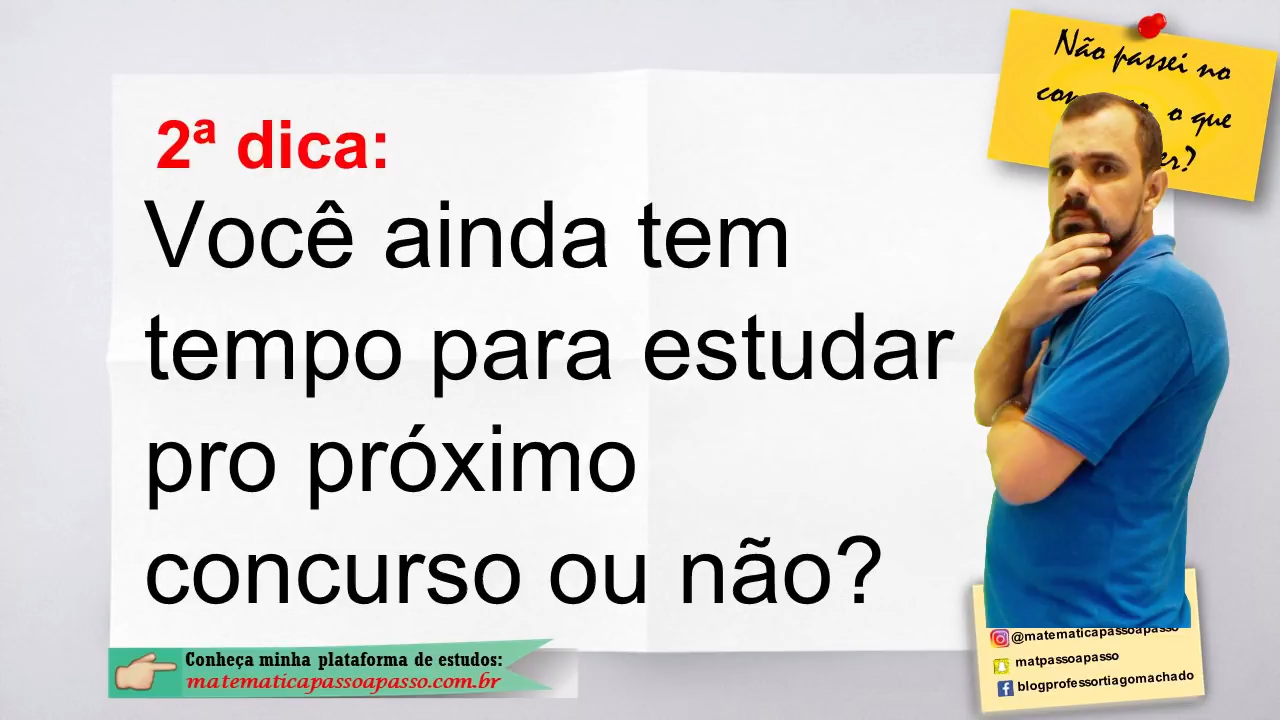 Não passei no
o que
2ª dica:
Você ainda tem
tempo para estudar
pro próximo
concurso ou não?
Conheça minha plataforma de estudos:
matematicapassoapasso.com.br
@matematicapassoapasso
matpassoapasso
blogprofessortiagomachado